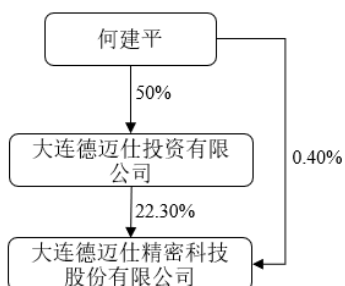 何建平
50%
大连德迈仕投资有限
公司
0.40%
22.30%
大连德迈仕精密科技
股份有限公司